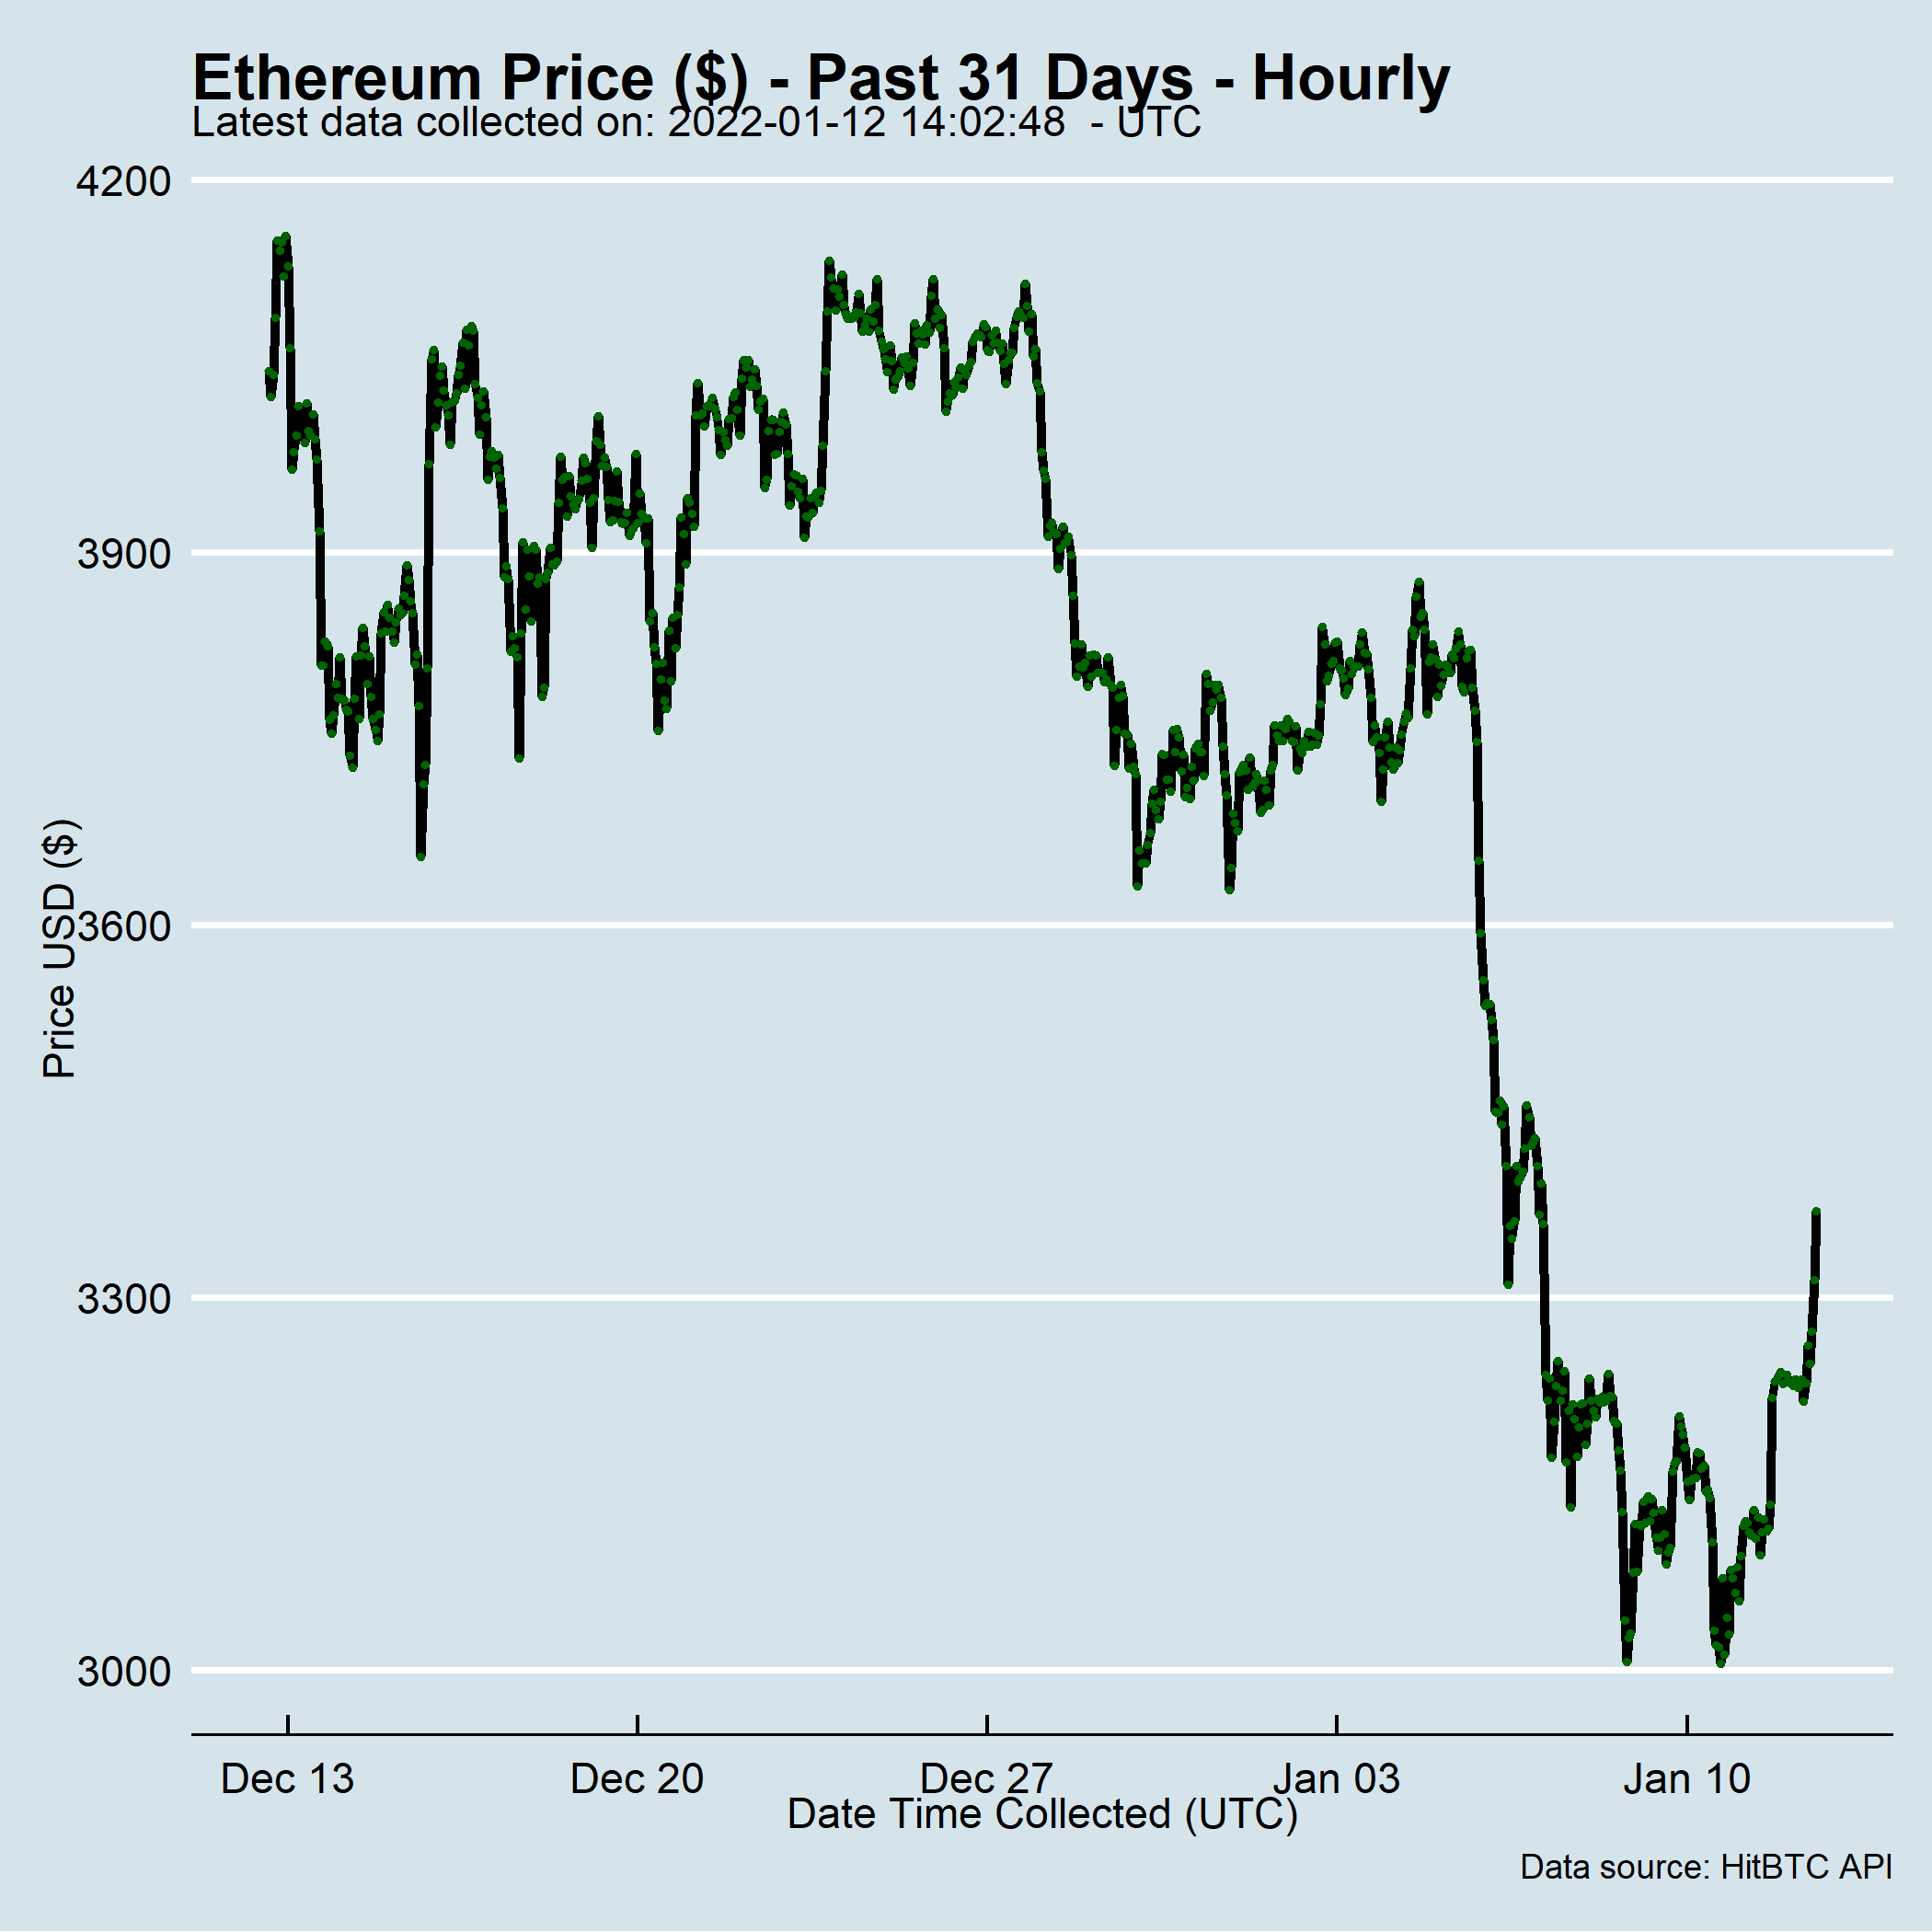 Ethereum Price ($) - Past 31 Days - Hourly
Latest data collected on: 2022-01-12 14:02:48  - UTC
4200
3900
3600
3300
3000
Price USD ($)
Dec 13
Dec 20
Dec 27
Jan 03
Jan 10
Date Time Collected (UTC)
Data source: HitBTC API